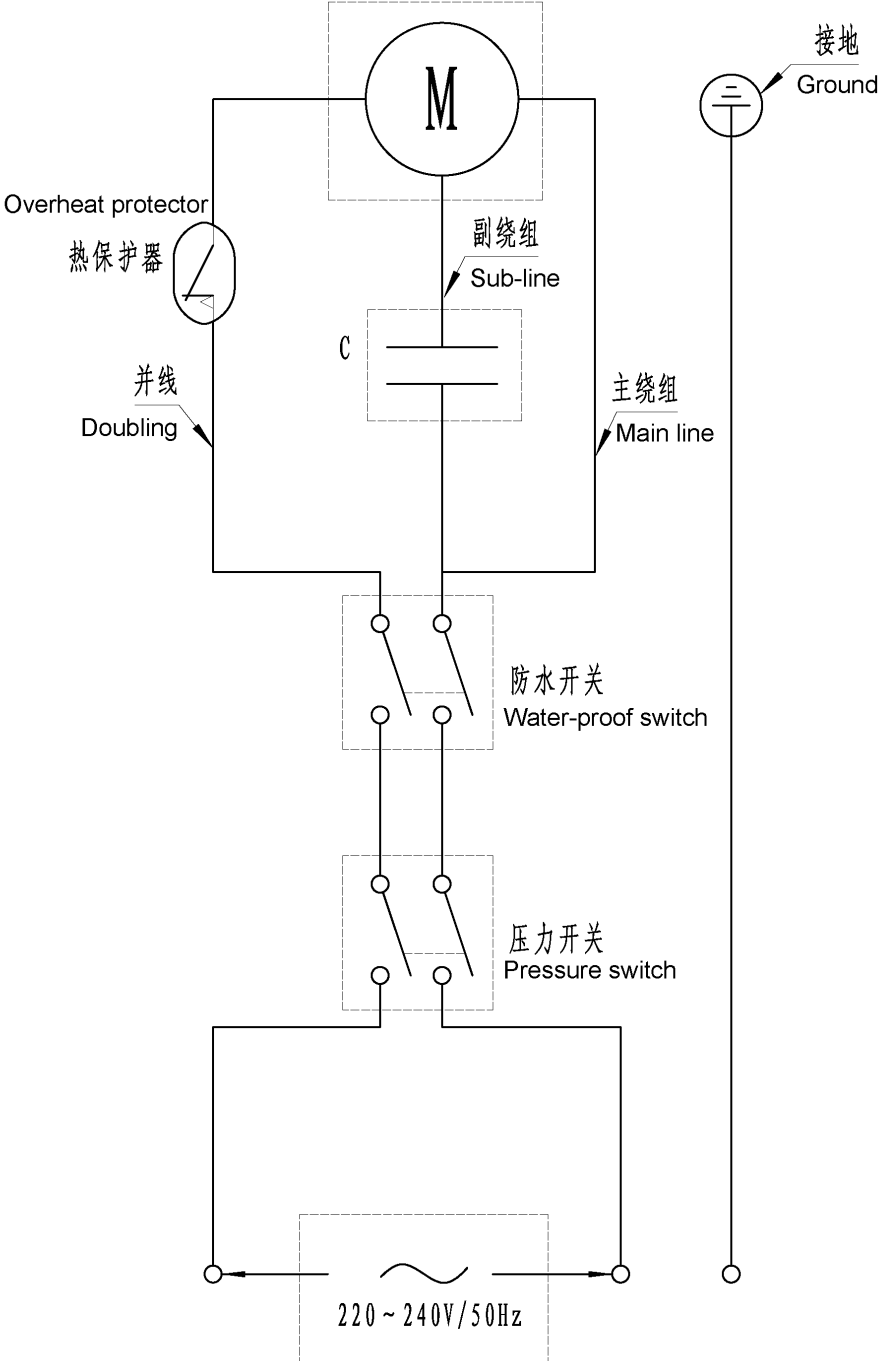 M
接地
Ground
Overheat protector
热保护器
副绕组
Sub-line
C
并线
Doubling
主绕组
Main line
防水开关
Water-proof switch
压力开关
Pressure switch
220~240V/50Hz